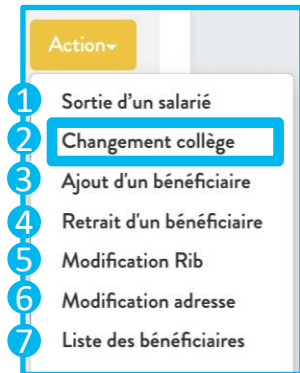 Action
1 Sortie d’un salarié
2 Changement collège
3 Ajout d'un bénéficiaire
4 Retrait d'un bénéficiaire
5 Modification Rib
6 Modification adresse
7 Liste des bénéficiaires